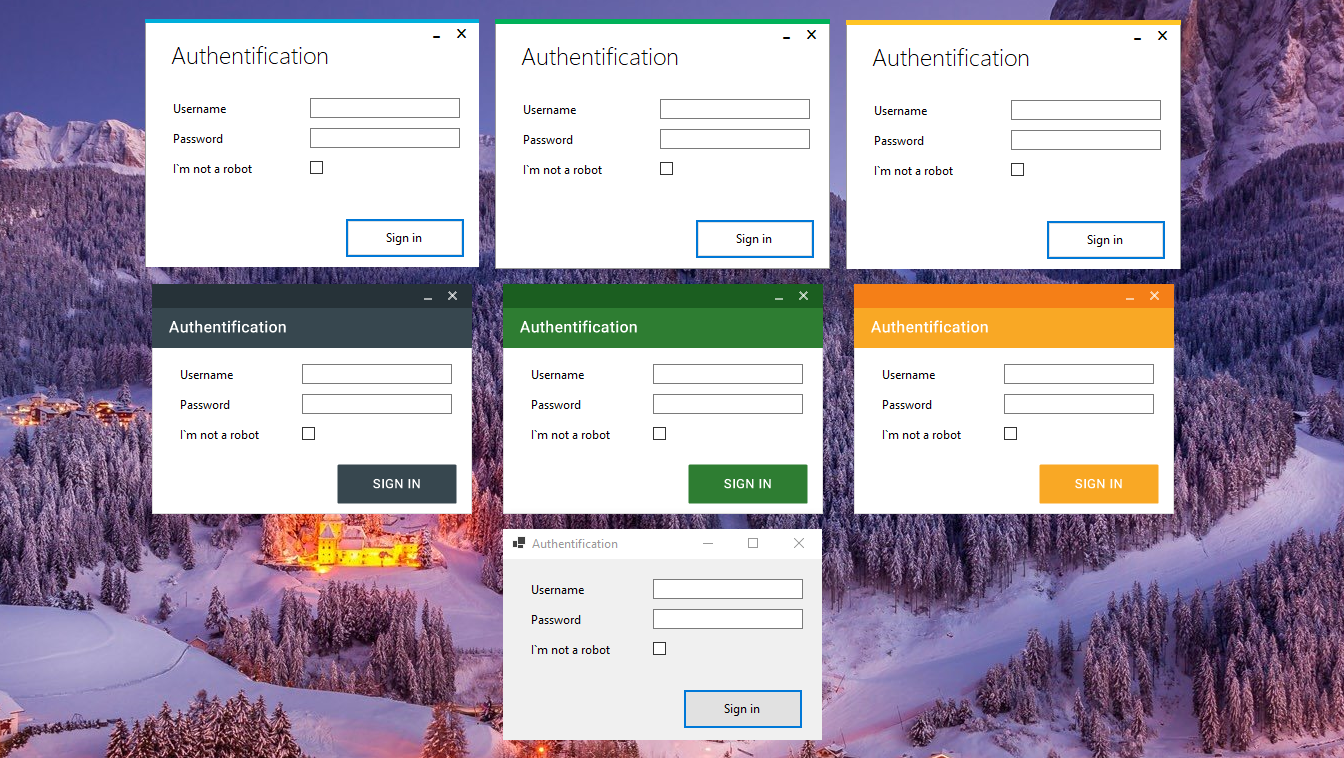 Authentification
Username
Password
I`m not a robot
Sign in
Authentification
Username
Password
I`m not a robot
Sign in
Authentification
Username
Password
I`m not a robot
Sign in
Authentification
Username
Password
I`m not a robot
SIGN IN
Authentification
Username
Password
I`m not a robot
SIGN IN
Authentification
Username
Password
I`m not a robot
SIGN IN
Authentification
Username
Password
I`m not a robot
Sign in